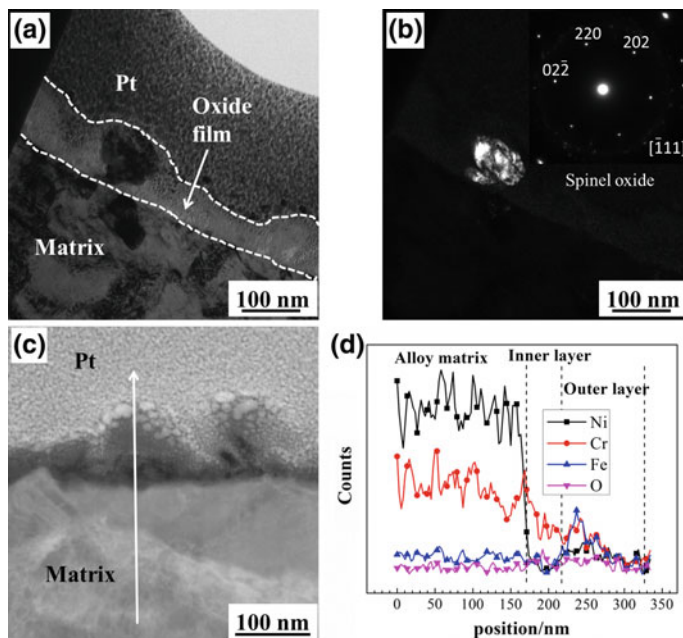 (a)
Pt
Oxide
film
Matrix
100 nm
(b)
220
202
022̄
[1̄11]
Spinel oxide
100 nm
(c)
Pt
Matrix
100 nm
(d)
Alloy matrix
Inner layer
Outer layer
Ni
Cr
Fe
O
Counts
0 50 100 150 200 250 300 350
position/nm